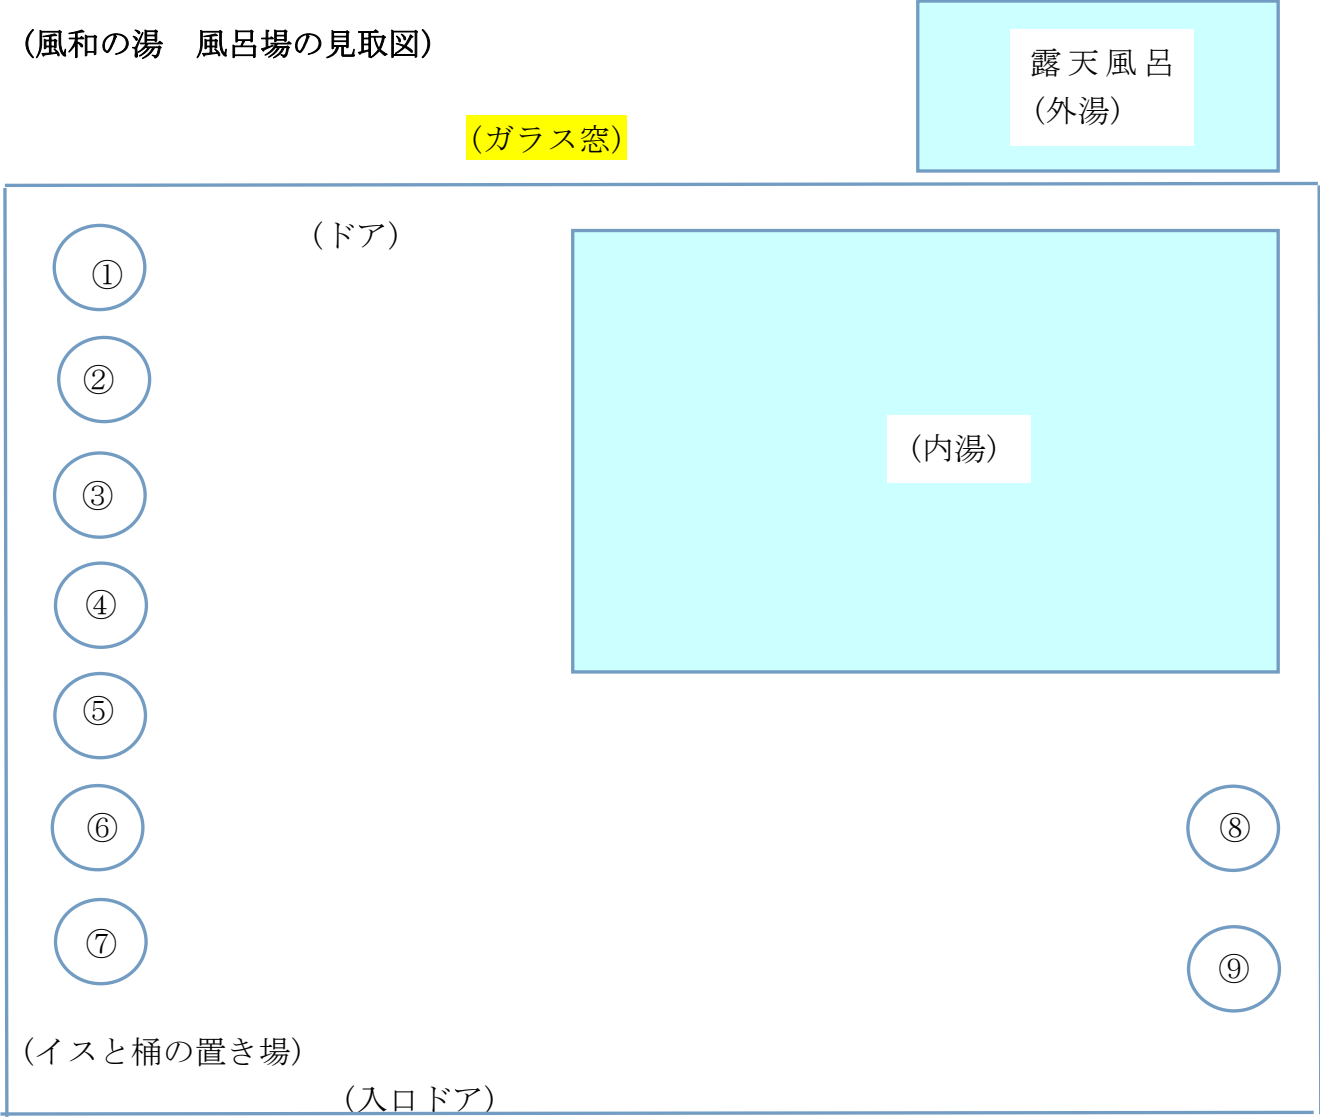 (風和の湯　風呂場の見取図)
露天風呂
(外湯)
(ガラス窓)
(ドア)
①
②
③
(内湯)
④
⑤
⑥
⑧
⑦
⑨
(イスと桶の置き場)
(入口ドア)